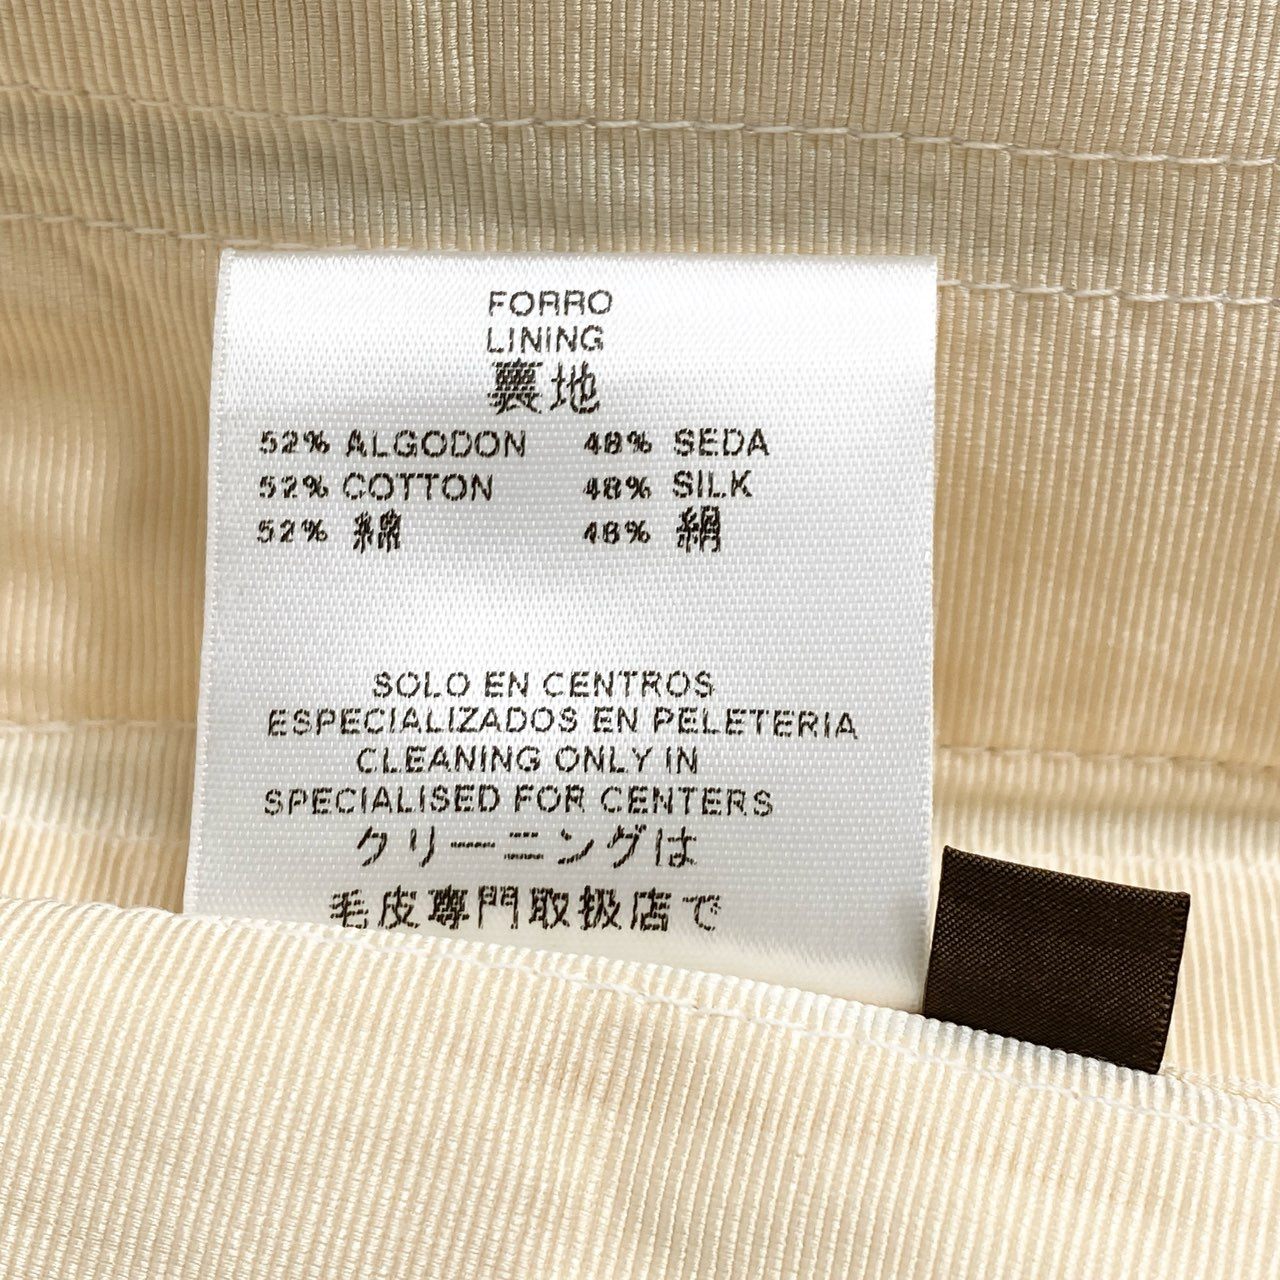 FORRO
LINING
裏地
52% ALGODON 48% SEDA
52% COTTON 48% SILK
52% 綿 48% 絹
SOLO EN CENTROS
ESPECIALIZADOS EN PELETERIA
CLEANING ONLY IN
SPECIALISED FOR CENTERS
クリーニングは
毛皮専門取扱店で